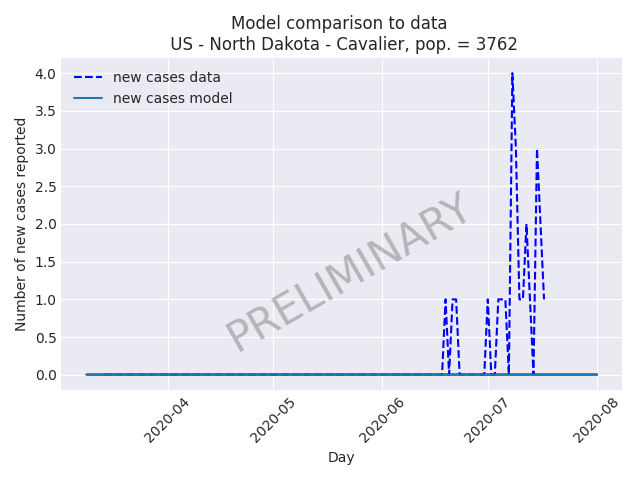 Model comparison to data
US - North Dakota - Cavalier, pop. = 3762
new cases data
new cases model
Number of new cases reported
4.0
3.5
3.0
2.5
2.0
1.5
1.0
0.5
0.0
PRELIMINARY
2020-04
2020-05
2020-06
2020-07
2020-08
Day